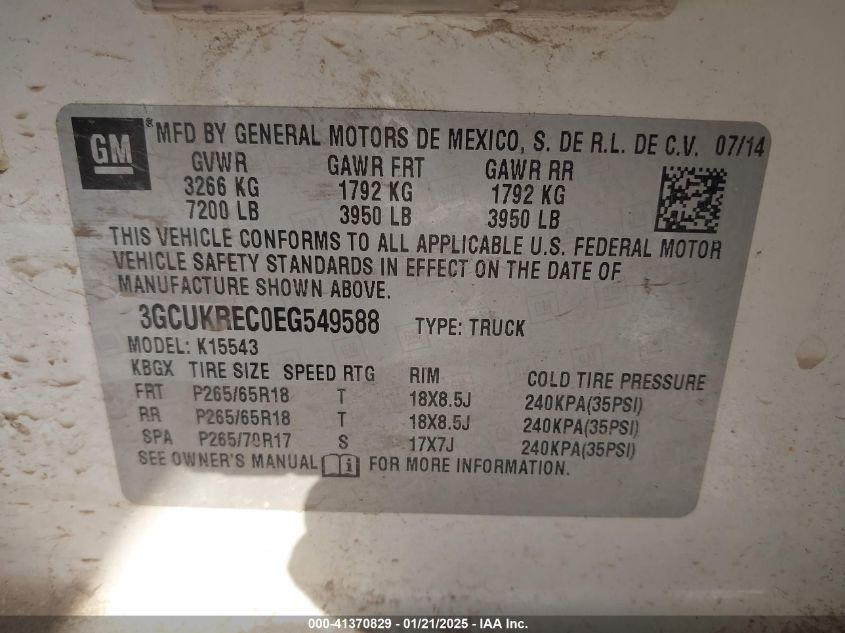 GM® MFD BY GENERAL MOTORS DE MEXICO, S. DE R.L. DE C.V. 07/14
GVWR GAWR FRT GAWR RR
3266 KG 1792 KG 1792 KG
7200 LB 3950 LB 3950 LB
THIS VEHICLE CONFORMS TO ALL APPLICABLE U.S. FEDERAL MOTOR
VEHICLE SAFETY STANDARDS IN EFFECT ON THE DATE OF
MANUFACTURE SHOWN ABOVE.
3GCUKREC0EG549588 TYPE: TRUCK
MODEL: K15543
KBGX TIRE SIZE SPEED RTG RIM COLD TIRE PRESSURE
FRT P265/65R18 T 18X8.5J 240KPA(35PSI)
RR P265/65R18 T 18X8.5J 240KPA(35PSI)
SPA P265/70R17 S 17X7J 240KPA(35PSI)
SEE OWNER'S MANUAL FOR MORE INFORMATION.
000-41370829 - 01/21/2025 - IAA Inc.